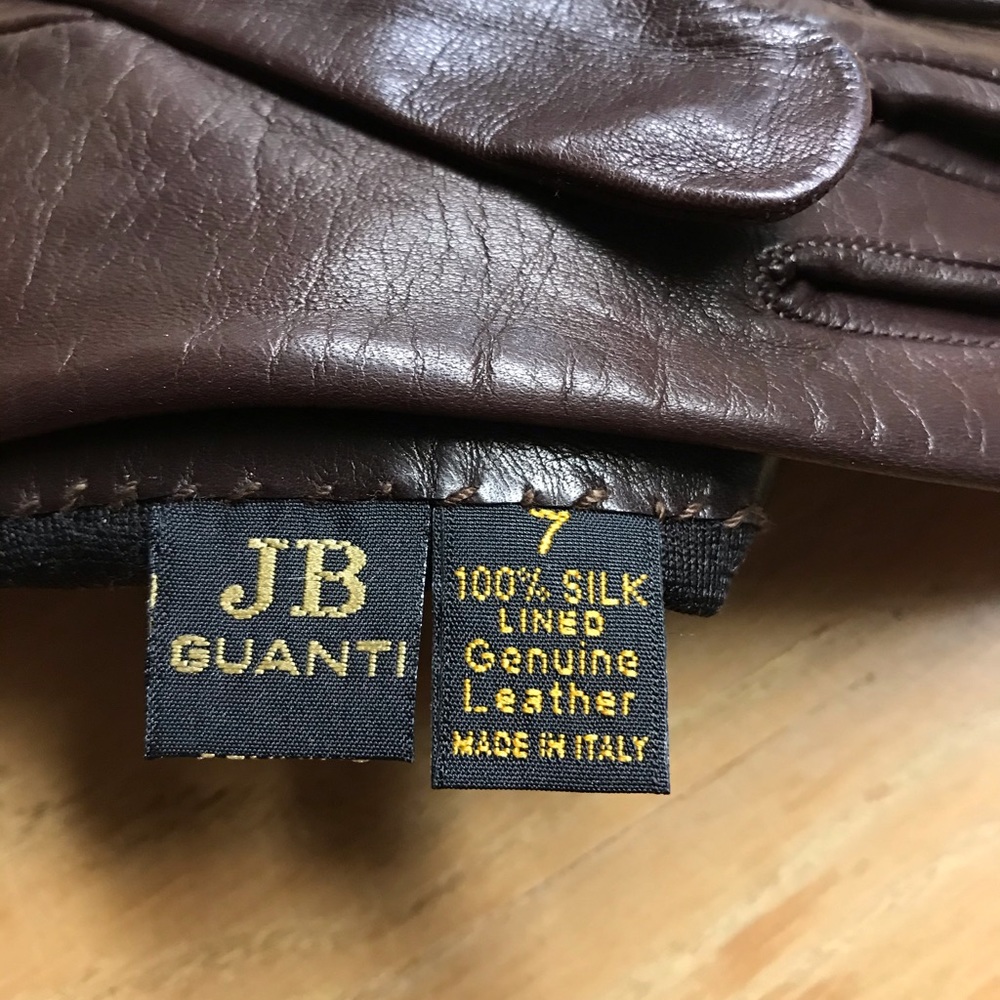 JB
GUANTI
7
100% SILK
LINED
Genuine
Leather
MADE IN ITALY